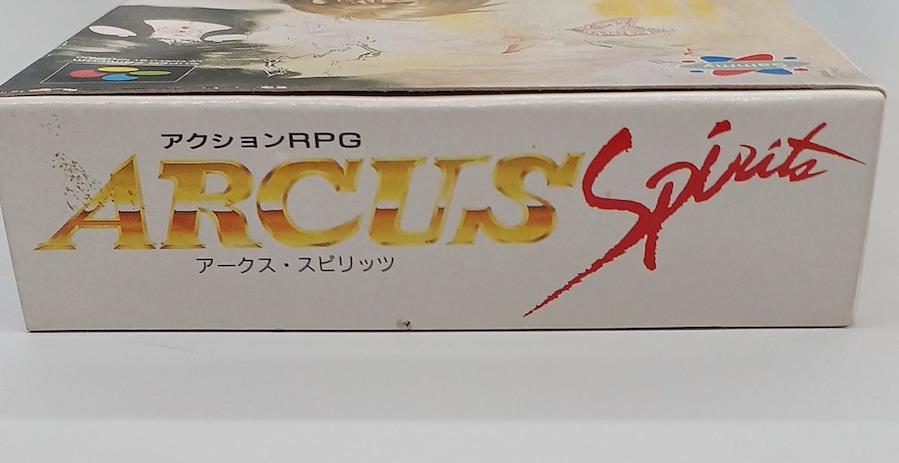 Sammy
アクションRPG
ARCUS Spirits
アークス・スピリッツ